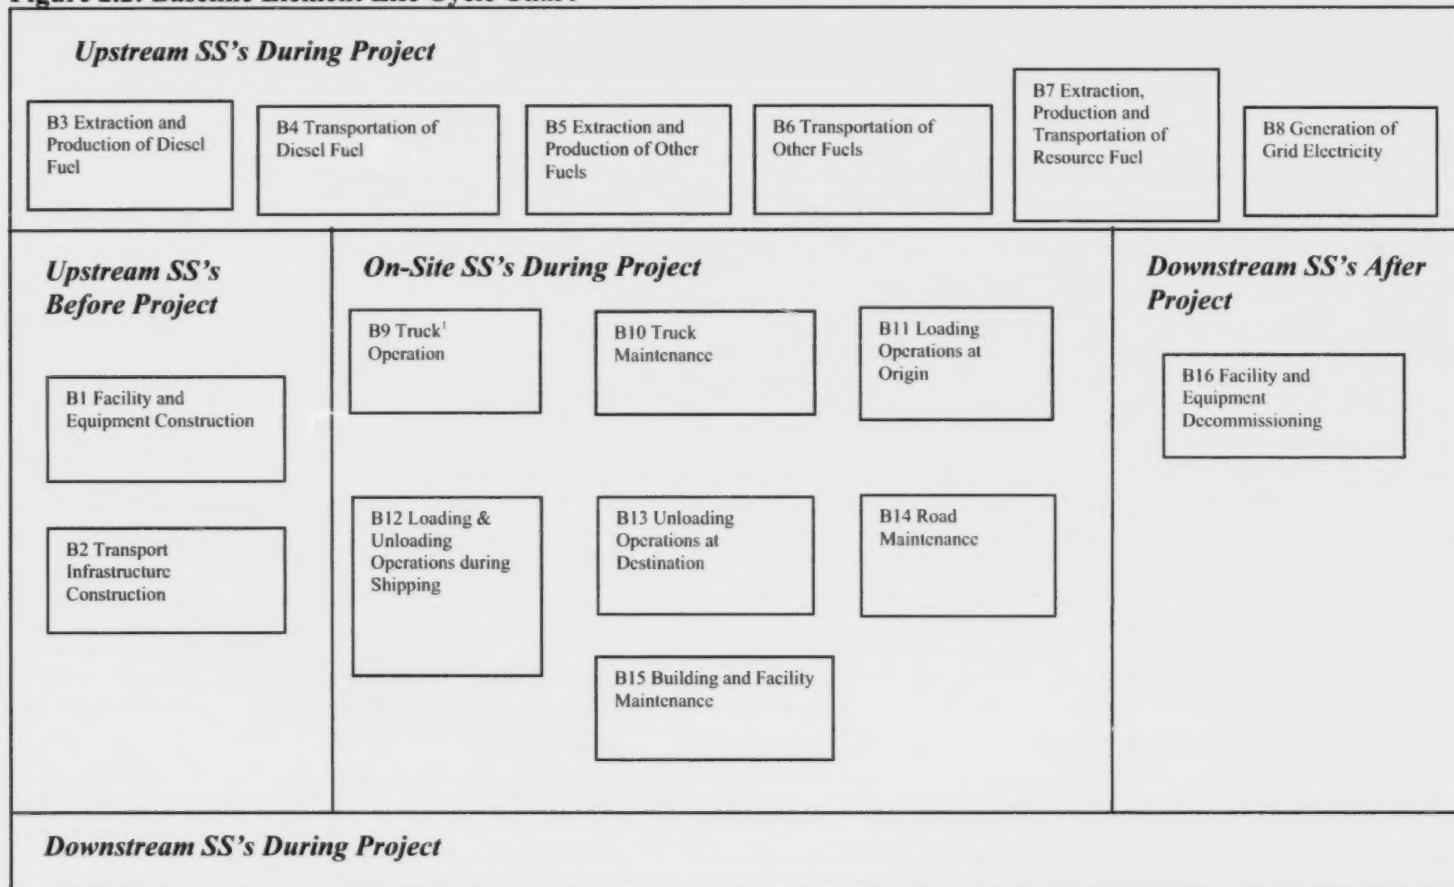 Upstream SS's During Project
B3 Extraction and
Production of Diesel
Fuel
B4 Transportation of
Diesel Fuel
B5 Extraction and
Production of Other
Fuels
B6 Transportation of
Other Fuels
B7 Extraction,
Production and
Transportation of
Resource Fuel
B8 Generation of
Grid Electricity
Upstream SS's
Before Project
B1 Facility and
Equipment Construction
B2 Transport
Infrastructure
Construction
On-Site SS's During Project
B9 Truck¹
Operation
B10 Truck
Maintenance
B11 Loading
Operations at
Origin
B12 Loading &
Unloading
Operations during
Shipping
B13 Unloading
Operations at
Destination
B14 Road
Maintenance
B15 Building and Facility
Maintenance
Downstream SS's After
Project
B16 Facility and
Equipment
Decommissioning
Downstream SS's During Project